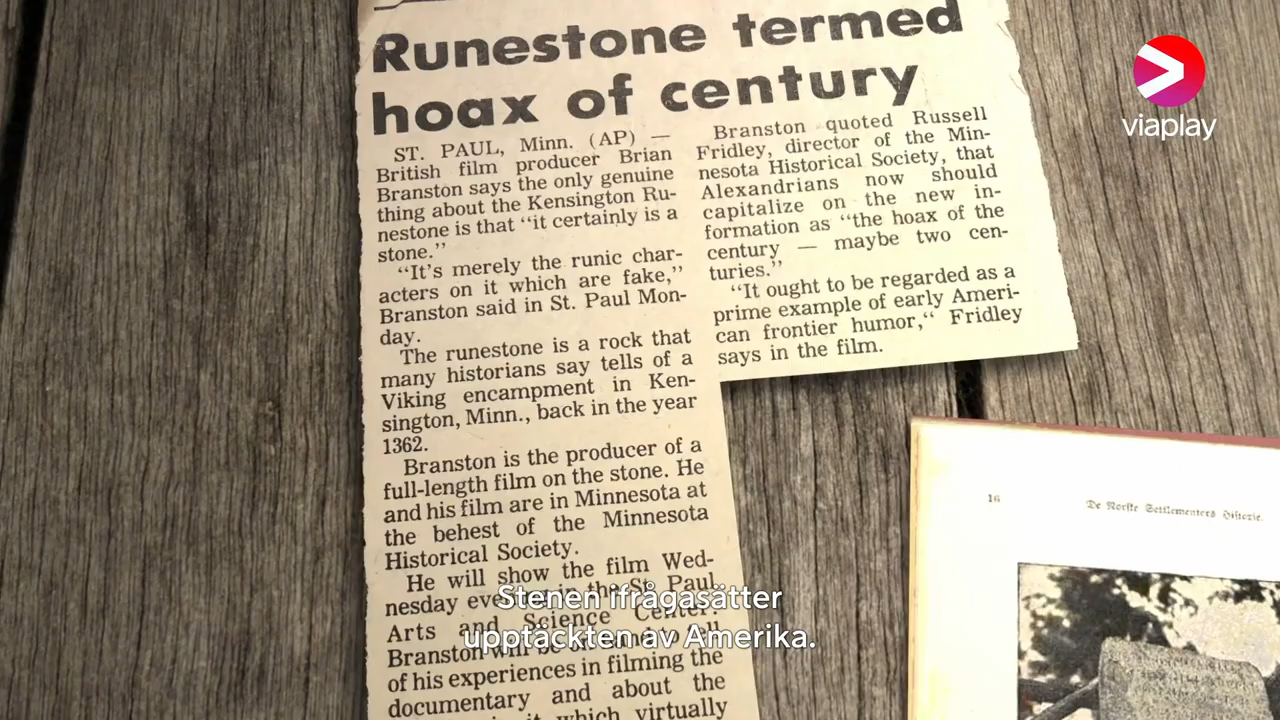 Runestone termed
hoax of century
ST. PAUL, Minn. (AP) —
British film producer Brian
Branston says the only genuine
thing about the Kensington Ru-
nestone is that “it certainly is a
stone.”
“It's merely the runic char-
acters on it which are fake,”
Branston said in St. Paul Mon-
day.
The runestone is a rock that
many historians say tells of a
Viking encampment in Ken-
sington, Minn., back in the year
1362.
Branston is the producer of a
full-length film on the stone. He
and his film are in Minnesota at
the behest of the Minnesota
Historical Society.
He will show the film Wed-
nesday in the St. Paul
Arts and Science Center.
Branston will be
of his experiences in filming the
documentary and about the
which virtually
Branston quoted Russell
Fridley, director of the Min-
nesota Historical Society, that
Alexandrians now should
capitalize on the new in-
formation as “the hoax of the
century — maybe two cen-
turies.”
“It ought to be regarded as a
prime example of early Ameri-
can frontier humor,“ Fridley
says in the film.
viaplay
16
De Norske Settlementers Historie.
Stenen ifrågasätter
upptäckten av Amerika.